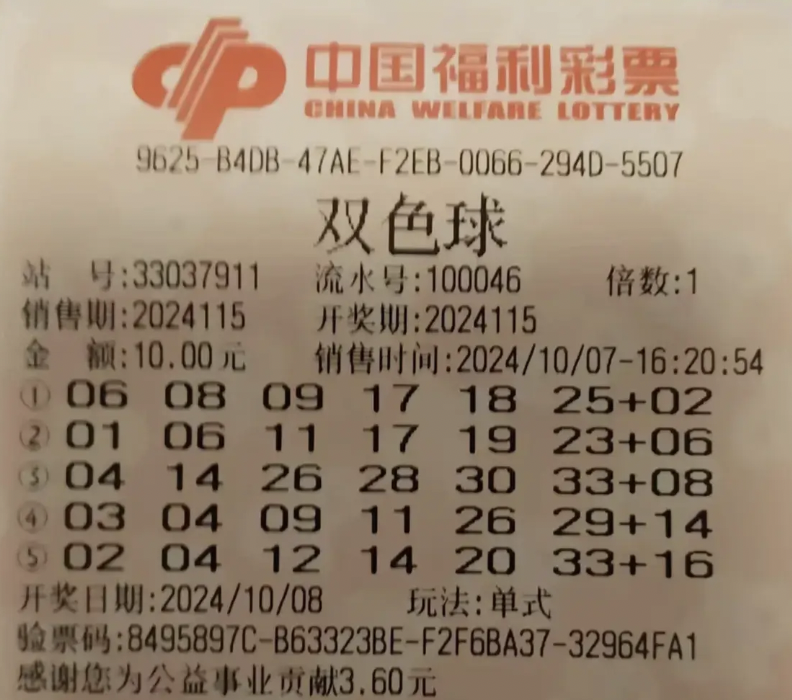 中国福利彩票
CHINA WELFARE LOTTERY
9625-B4DB-47AE-F2EB-0066-294D-5507
双色球
站 号:33037911 流水号:100046 倍数:1
销售期:2024115 开奖期:2024115
金 额:10.00元 销售时间:2024/10/07-16:20:54
① 06 08 09 17 18 25+02
② 01 06 11 17 19 23+06
③ 04 14 26 28 30 33+08
④ 03 04 09 11 26 29+14
⑤ 02 04 12 14 20 33+16
开奖日期:2024/10/08 玩法:单式
验票码:8495897C-B63323BE-F2F6BA37-32964FA1
感谢您为公益事业贡献3.60元